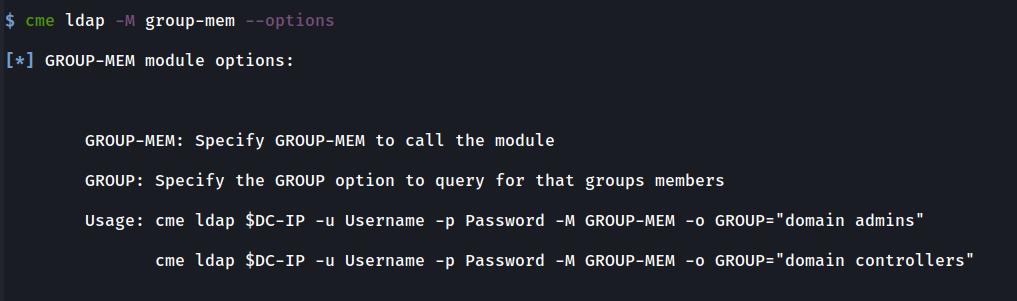 $ cme ldap -M group-mem --options
[*] GROUP-MEM module options:
GROUP-MEM: Specify GROUP-MEM to call the module
GROUP: Specify the GROUP option to query for that groups members
Usage: cme ldap $DC-IP -u Username -p Password -M GROUP-MEM -o GROUP="domain admins"
cme ldap $DC-IP -u Username -p Password -M GROUP-MEM -o GROUP="domain controllers"